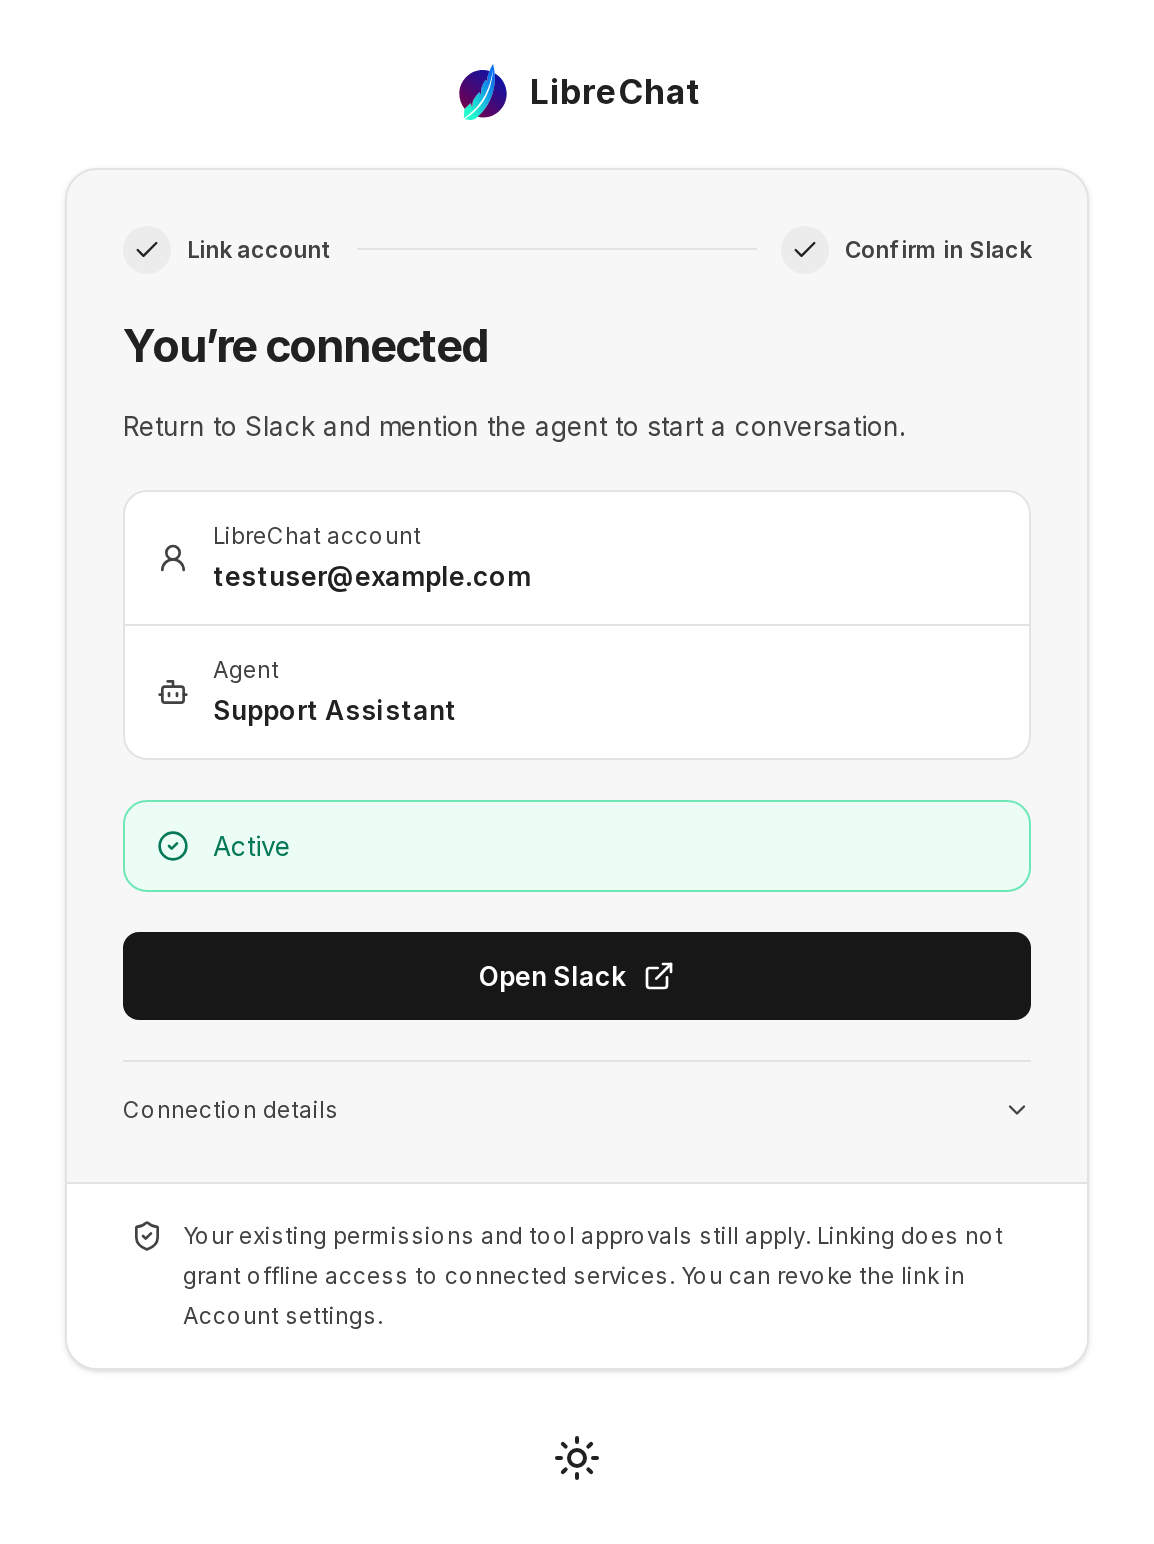 LibreChat
Link account
Confirm in Slack
You’re connected
Return to Slack and mention the agent to start a conversation.
LibreChat account
testuser@example.com
Agent
Support Assistant
Active
Open Slack
Connection details
Your existing permissions and tool approvals still apply. Linking does not
grant offline access to connected services. You can revoke the link in
Account settings.